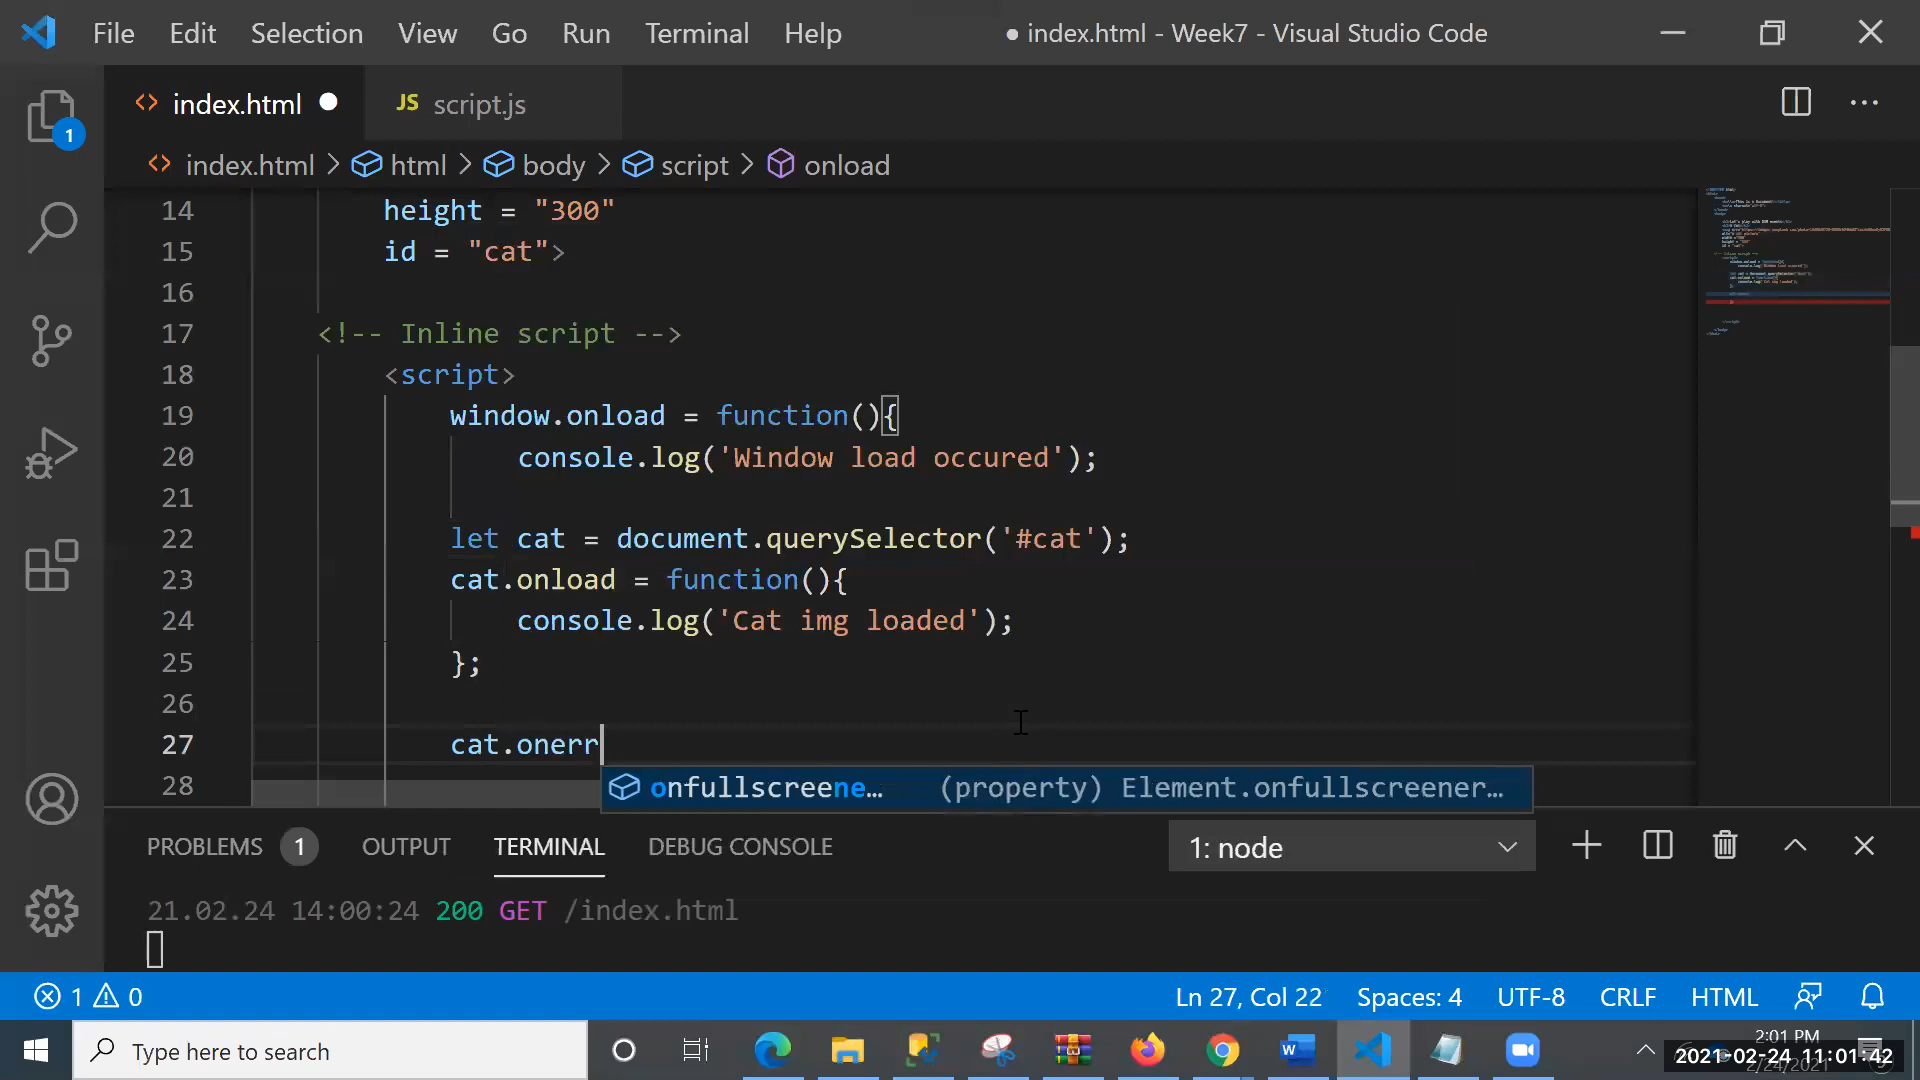 File Edit Selection View Go Run Terminal Help ● index.html - Week7 - Visual Studio Code
index.html ● JS script.js ···
index.html > html > body > script > onload
14 height = "300"
15 id = "cat">
16
17 <!-- Inline script -->
18 <script>
19 window.onload = function(){
20 console.log('Window load occured');
21
22 let cat = document.querySelector('#cat');
23 cat.onload = function(){
24 console.log('Cat img loaded');
25 };
26
27 cat.onerr
28
onfullscreene… (property) Element.onfullscreener…
PROBLEMS 1 OUTPUT TERMINAL DEBUG CONSOLE 1: node
21.02.24 14:00:24 200 GET /index.html
1 0 Ln 27, Col 22 Spaces: 4 UTF-8 CRLF HTML
Type here to search
2:01 PM
2021-02-24 11:01:42
1